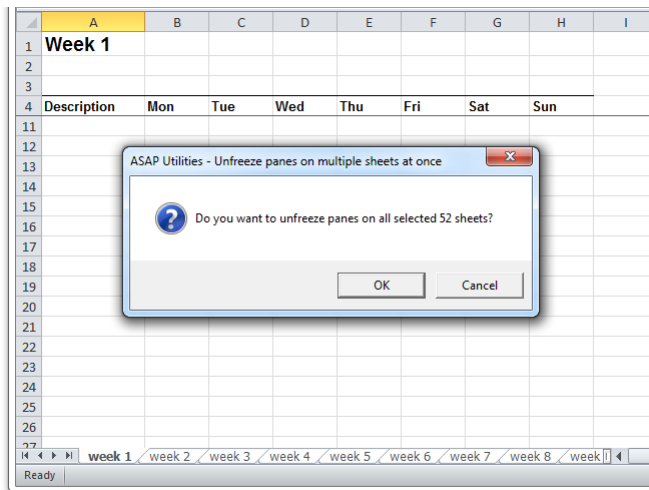 A B C D E F G H I
1 Week 1
2
3
4 Description Mon Tue Wed Thu Fri Sat Sun
11
12
ASAP Utilities - Unfreeze panes on multiple sheets at once
13
14
15
Do you want to unfreeze panes on all selected 52 sheets?
16
17
18
19 OK Cancel
20
21
22
23
24
25
26
27
week 1 week 2 week 3 week 4 week 5 week 6 week 7 week 8 week
Ready